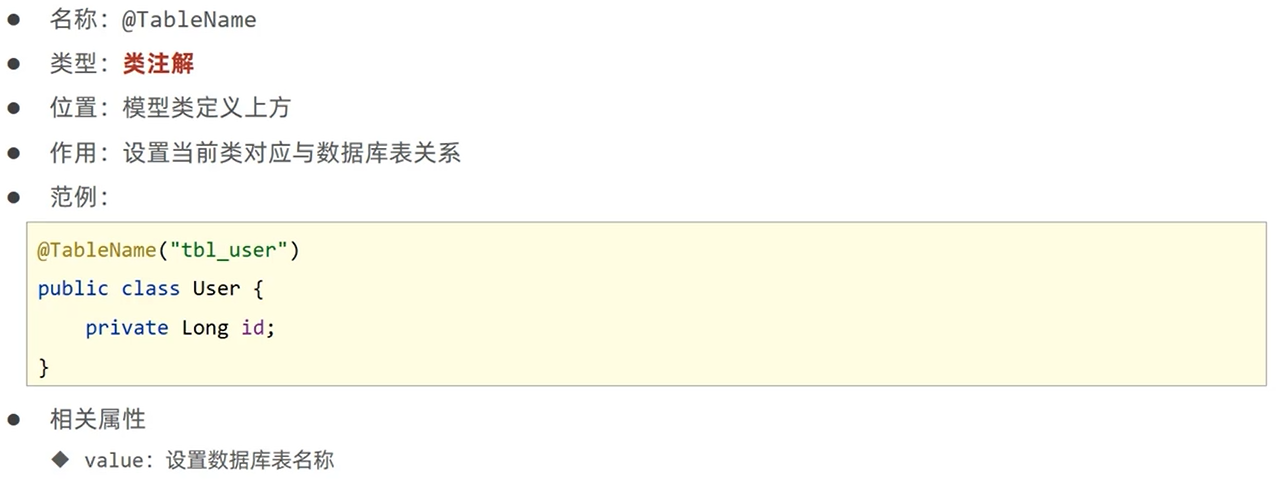 ● 名称：@TableName
● 类型：类注解
● 位置：模型类定义上方
● 作用：设置当前类对应与数据库表关系
● 范例：
@TableName("tbl_user")
public class User {
    private Long id;
}
● 相关属性
◆ value：设置数据库表名称